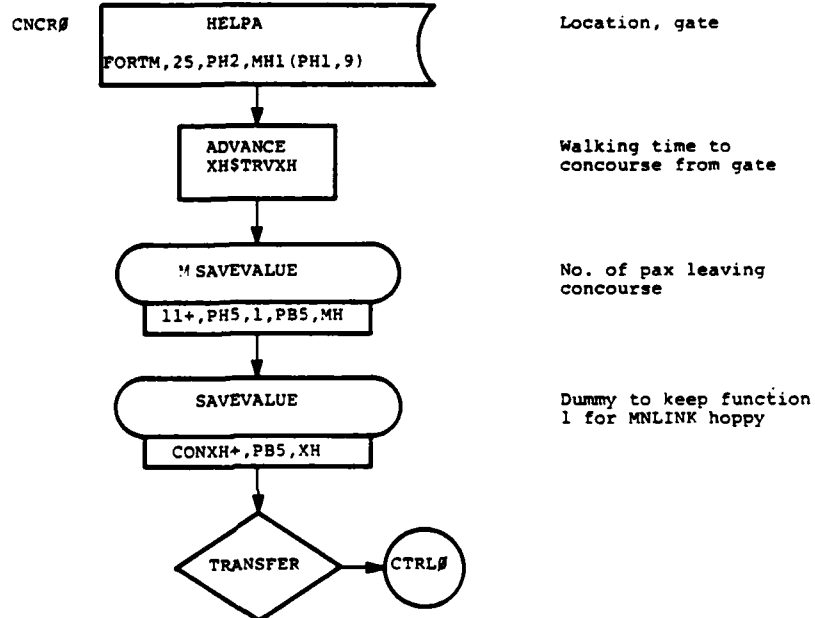 CNCRØ
HELPA
FORTM,25,PH2,MH1(PH1,9)
Location, gate
ADVANCE
XH$TRVXH
Walking time to
concourse from gate
M SAVEVALUE
11+,PH5,1,PB5,MH
No. of pax leaving
concourse
SAVEVALUE
CONXH+,PB5,XH
Dummy to keep function
1 for MNLINK hoppy
TRANSFER
CTRLØ